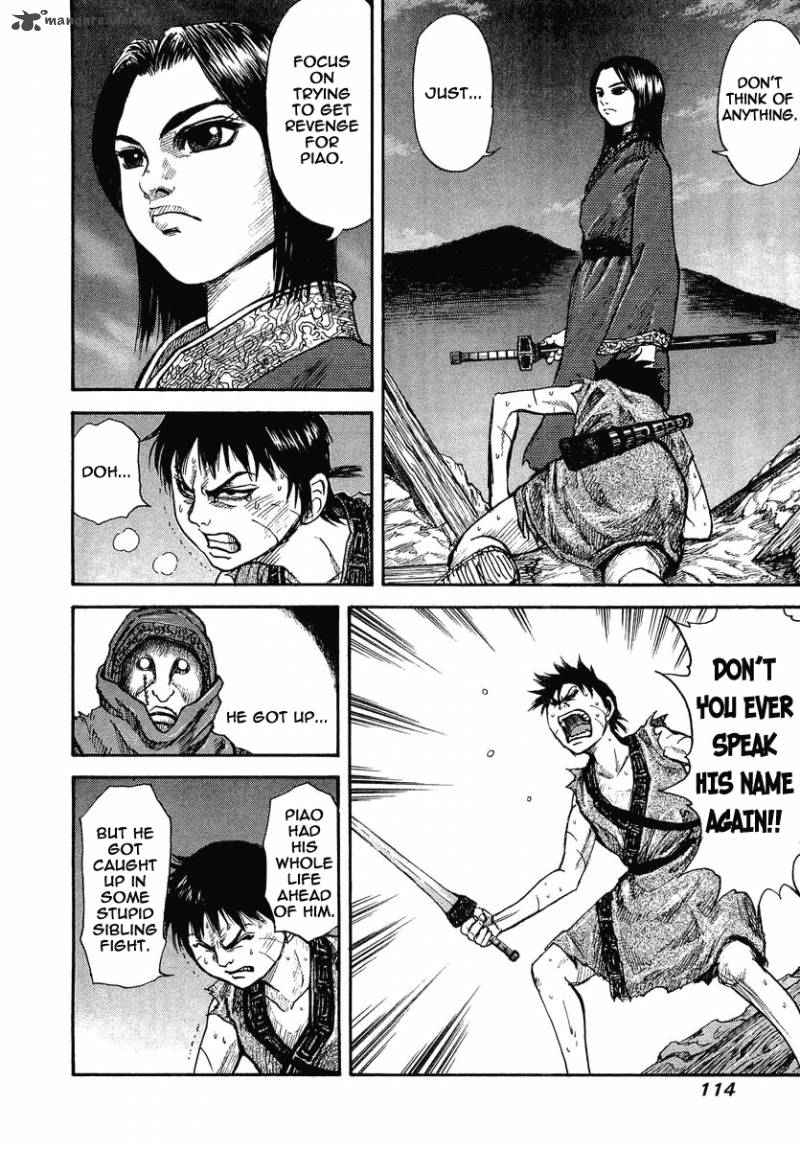 DON'T
THINK OF
ANYTHING.
JUST...
FOCUS
ON
TRYING
TO GET
REVENGE
FOR
PIAO.
DOH...
DON'T
YOU EVER
SPEAK
HIS NAME
AGAIN!!
HE GOT UP...
PIAO
HAD
HIS
WHOLE
LIFE
AHEAD
OF HIM.
BUT HE
GOT
CAUGHT
UP IN
SOME
STUPID
SIBLING
FIGHT.
114
mangareader.net